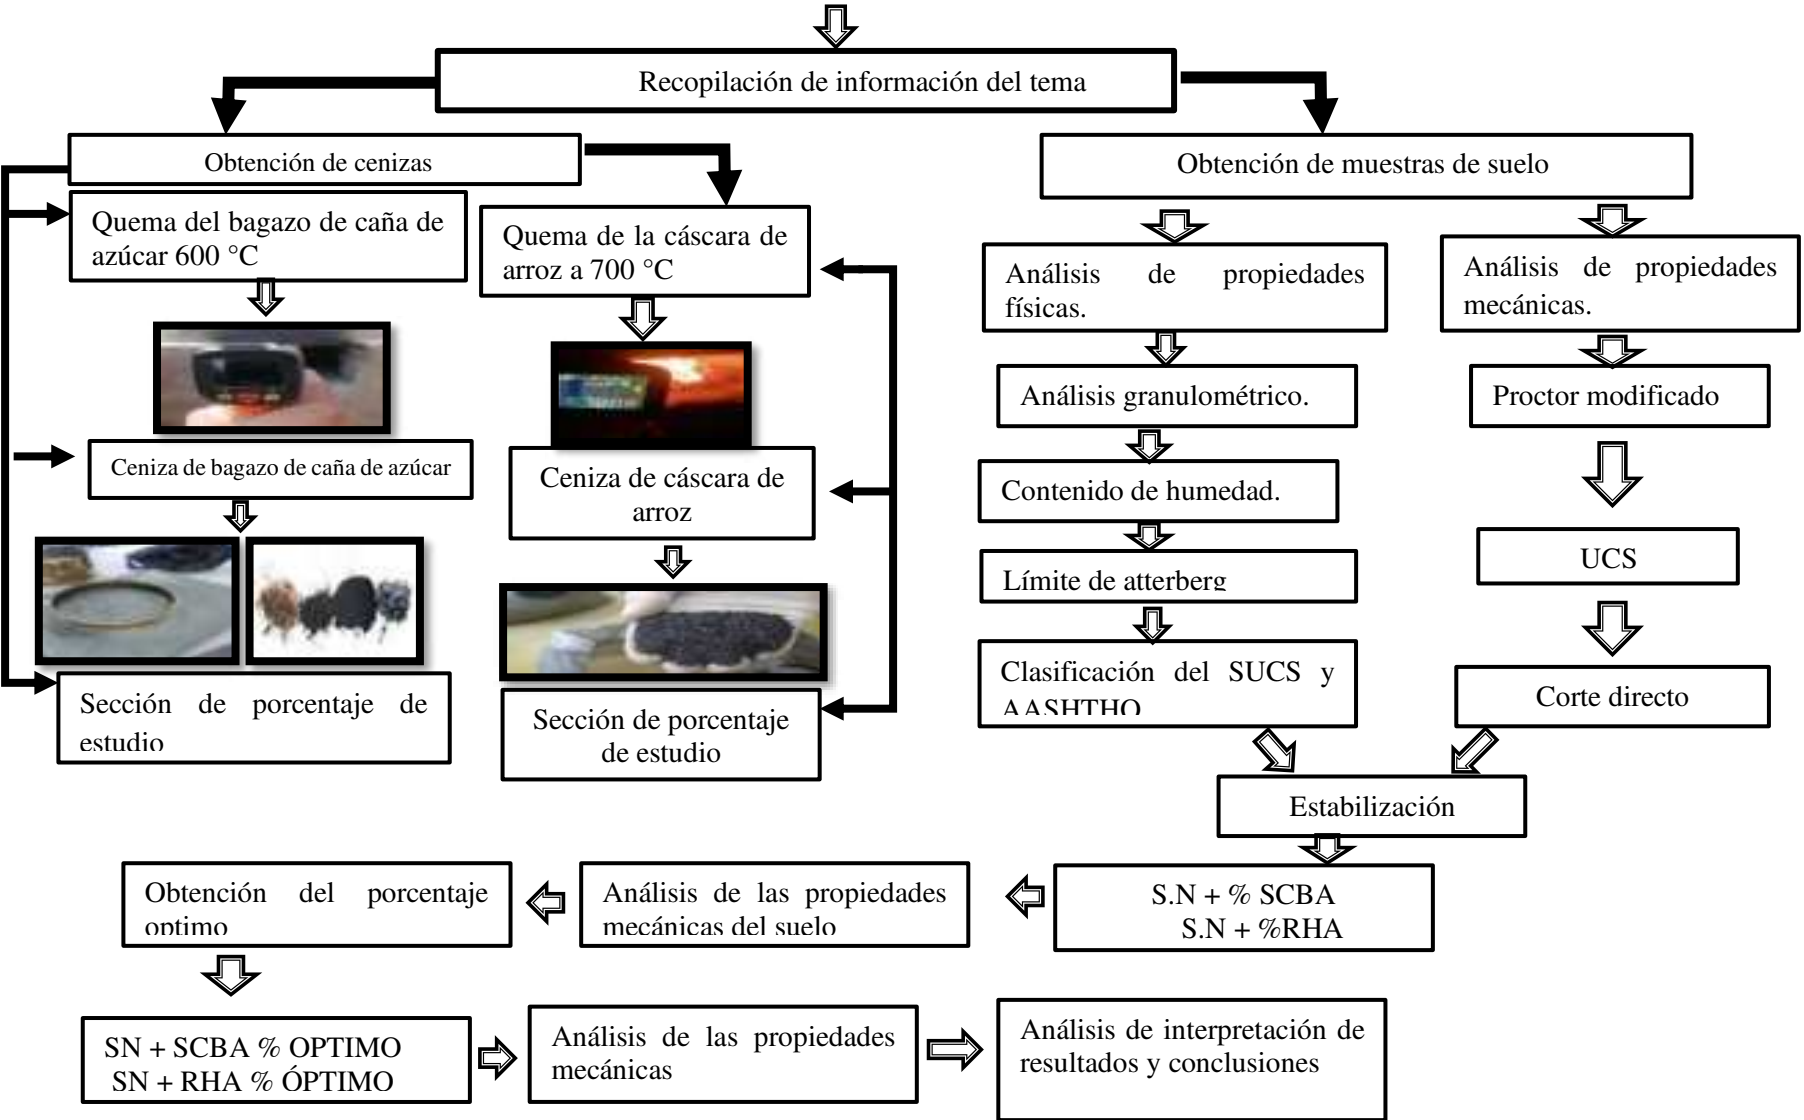 Recopilación de información del tema
Obtención de cenizas
Quema del bagazo de caña de
azúcar 600 °C
Ceniza de bagazo de caña de azúcar
Sección de porcentaje de
estudio
Quema de la cáscara de
arroz a 700 °C
Ceniza de cáscara de
arroz
Sección de porcentaje
de estudio
Obtención de muestras de suelo
Análisis de propiedades
físicas.
Análisis granulométrico.
Contenido de humedad.
Límite de atterberg
Clasificación del SUCS y
AASHTHO
Análisis de propiedades
mecánicas.
Proctor modificado
UCS
Corte directo
Estabilización
S.N + % SCBA
S.N + %RHA
Análisis de las propiedades
mecánicas del suelo
Obtención del porcentaje
optimo
SN + SCBA % OPTIMO
SN + RHA % ÓPTIMO
Análisis de las propiedades
mecánicas
Análisis de interpretación de
resultados y conclusiones